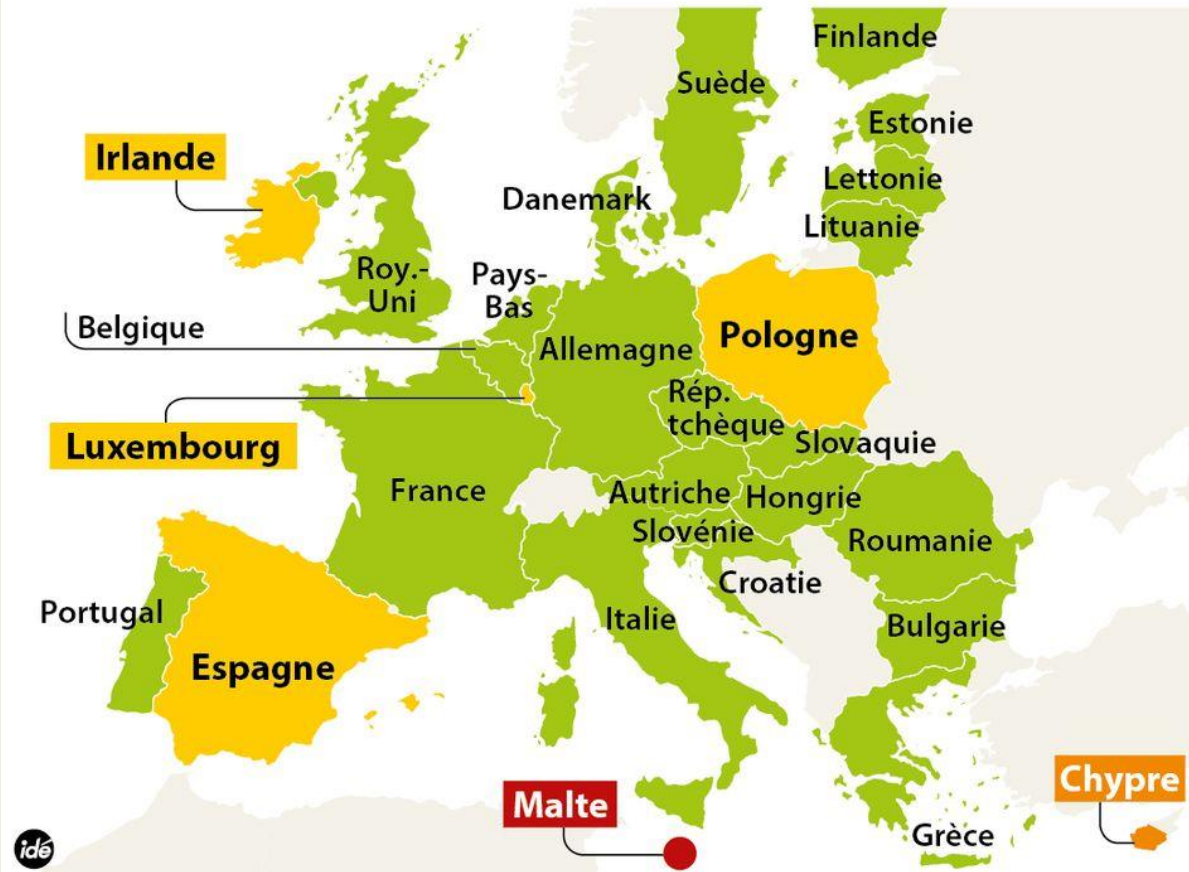 Finlande
Suède
Estonie
Irlande
Lettonie
Danemark
Lituanie
Roy.-
Uni
Pays-
Bas
Belgique
Allemagne
Pologne
Rép.
tchèque
Luxembourg
Slovaquie
France
Autriche
Hongrie
Slovénie
Roumanie
Croatie
Portugal
Italie
Bulgarie
Espagne
Malte
Chypre
Grèce
idé